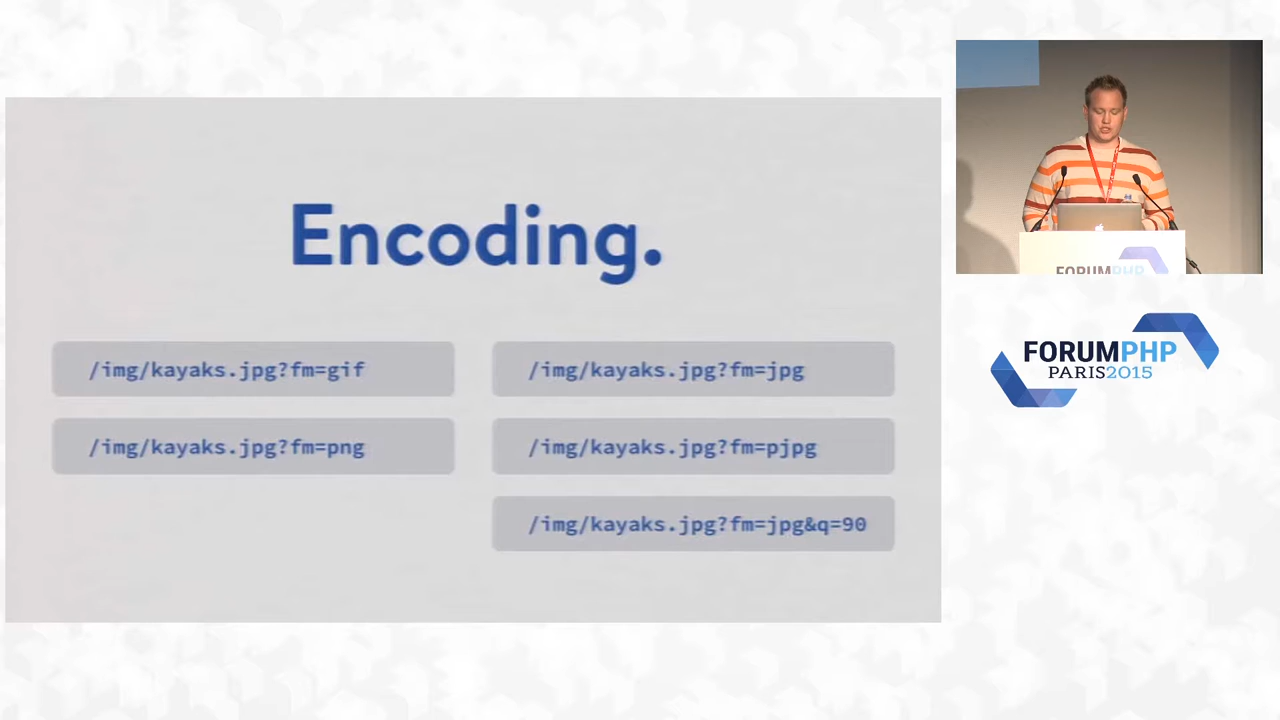 Encoding.
/img/kayaks.jpg?fm=gif
/img/kayaks.jpg?fm=jpg
/img/kayaks.jpg?fm=png
/img/kayaks.jpg?fm=pjpg
/img/kayaks.jpg?fm=jpg&q=90
FORUMPHP
FORUMPHP
PARIS2015